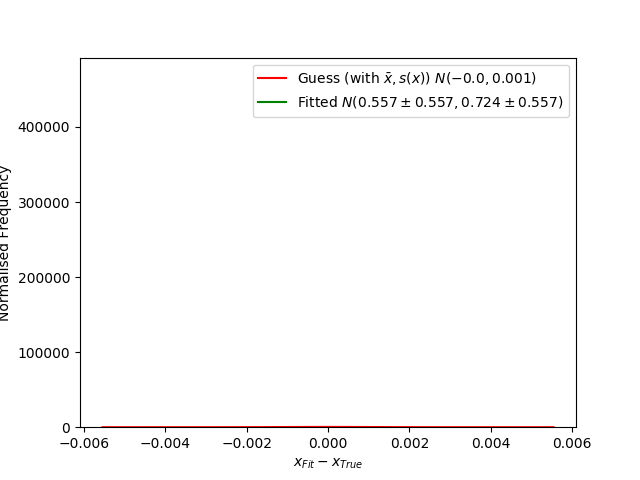 Guess (with x̄, s(x)) N(−0.0, 0.001)
Fitted N(0.557 ± 0.557, 0.724 ± 0.557)
400000
300000
200000
100000
0
Normalised Frequency
−0.006 −0.004 −0.002 0.000 0.002 0.004 0.006
x_Fit − x_True